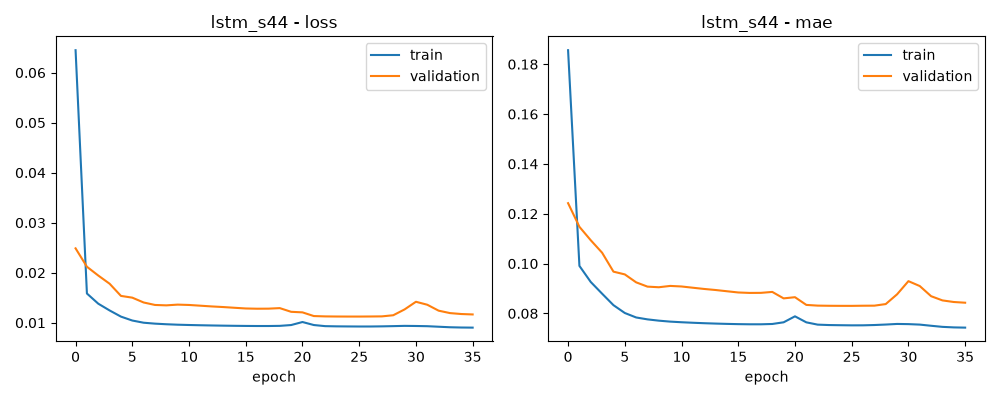 lstm_s44 - loss
train
validation
0.06
0.05
0.04
0.03
0.02
0.01
0 5 10 15 20 25 30 35
epoch
lstm_s44 - mae
train
validation
0.18
0.16
0.14
0.12
0.10
0.08
0 5 10 15 20 25 30 35
epoch